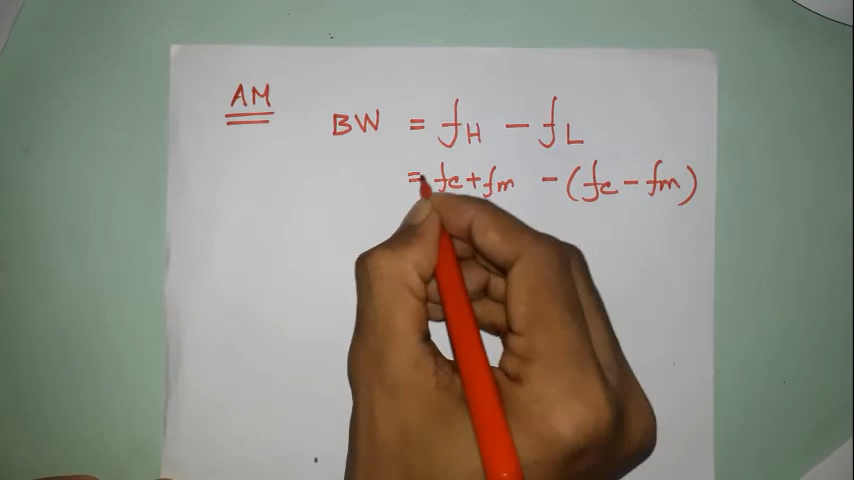 AM
BW = fH - fL
= fc + fm - (fc - fm)